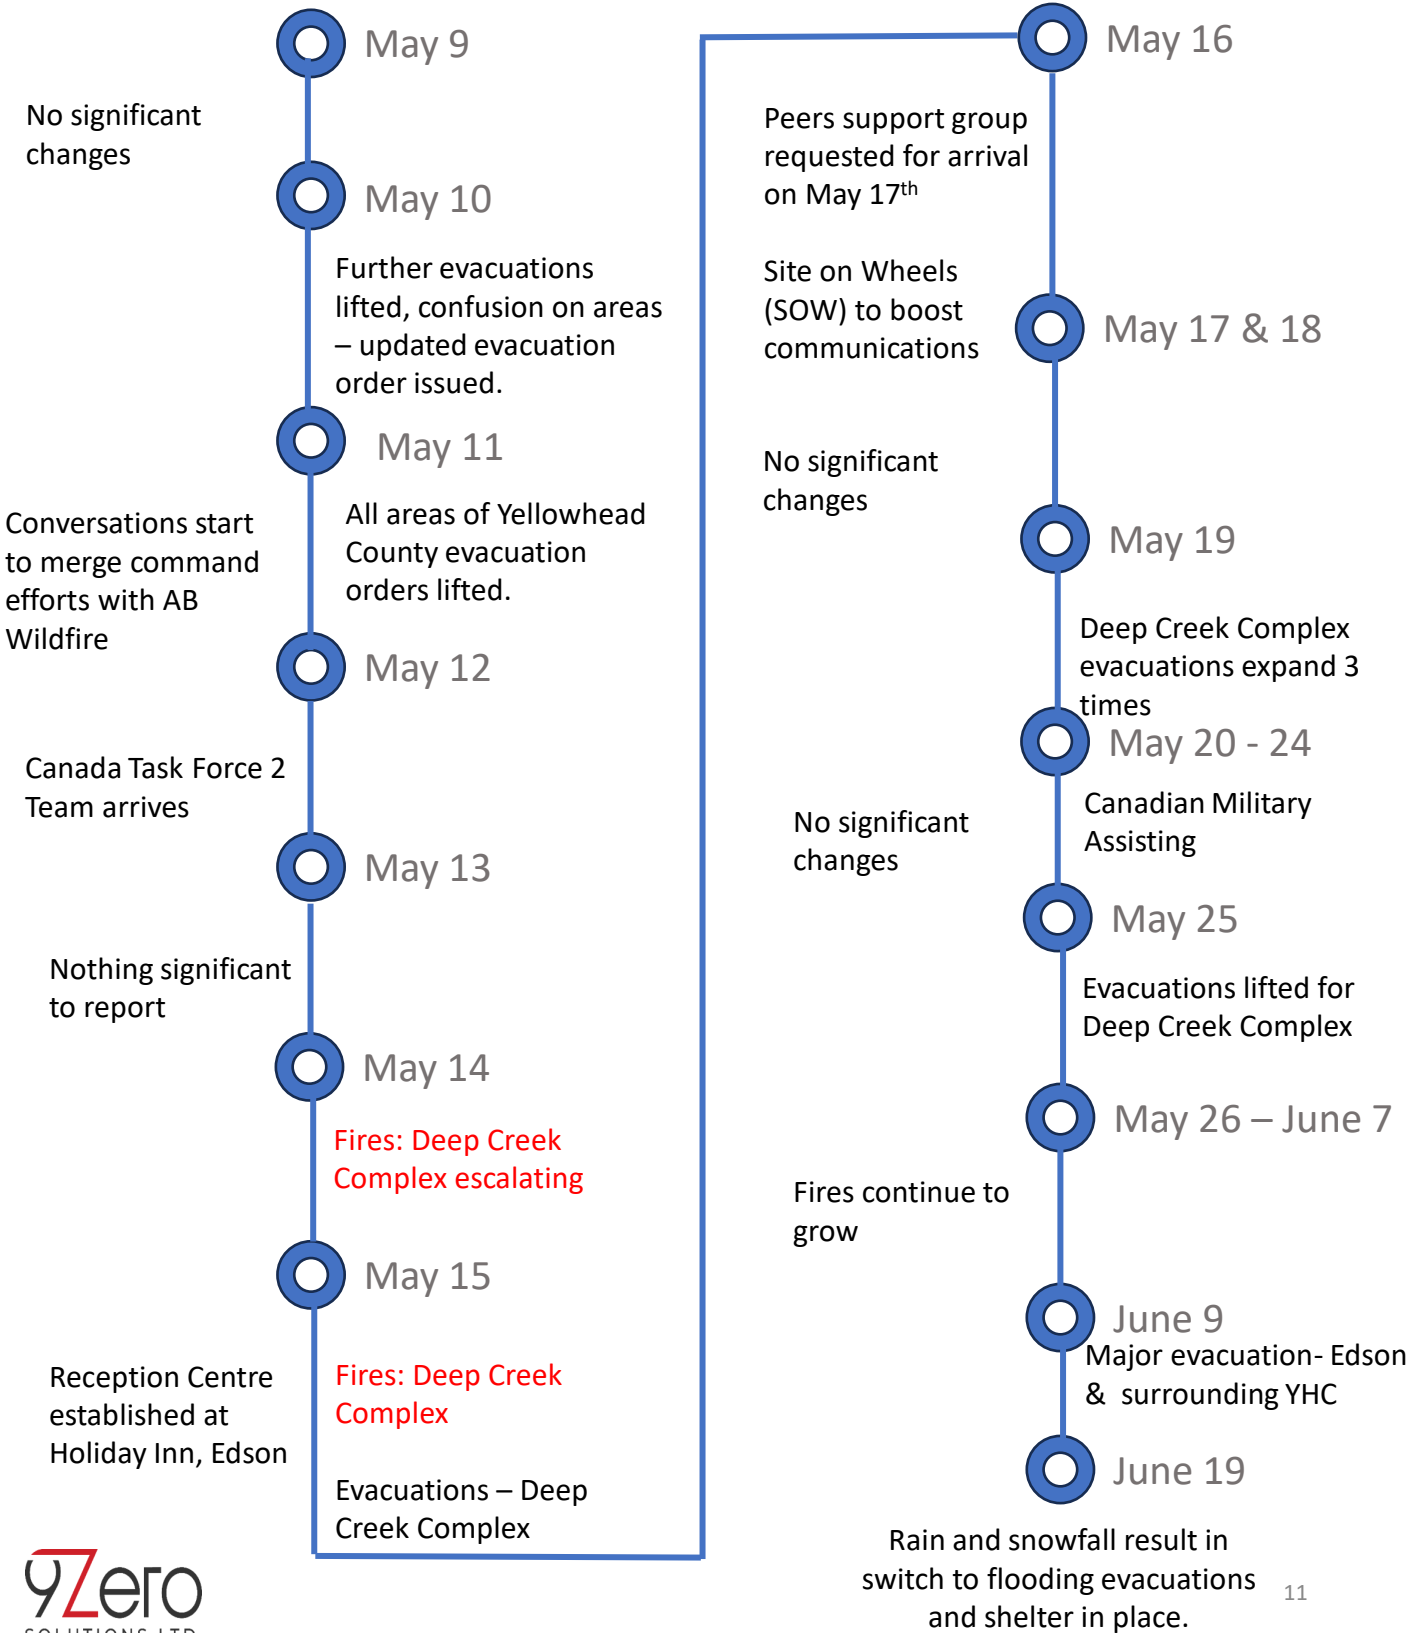 May 9
No significant
changes
May 10
Further evacuations
lifted, confusion on areas
– updated evacuation
order issued.
May 11
Conversations start
to merge command
efforts with AB
Wildfire
All areas of Yellowhead
County evacuation
orders lifted.
May 12
Canada Task Force 2
Team arrives
May 13
Nothing significant
to report
May 14
Fires: Deep Creek
Complex escalating
May 15
Reception Centre
established at
Holiday Inn, Edson
Fires: Deep Creek
Complex
Evacuations – Deep
Creek Complex
May 16
Peers support group
requested for arrival
on May 17th
Site on Wheels
(SOW) to boost
communications
May 17 & 18
No significant
changes
May 19
Deep Creek Complex
evacuations expand 3
times
May 20 - 24
No significant
changes
Canadian Military
Assisting
May 25
Evacuations lifted for
Deep Creek Complex
May 26 – June 7
Fires continue to
grow
June 9
Major evacuation- Edson
& surrounding YHC
June 19
Rain and snowfall result in
switch to flooding evacuations
and shelter in place.
9Zero
SOLUTIONS LTD
11